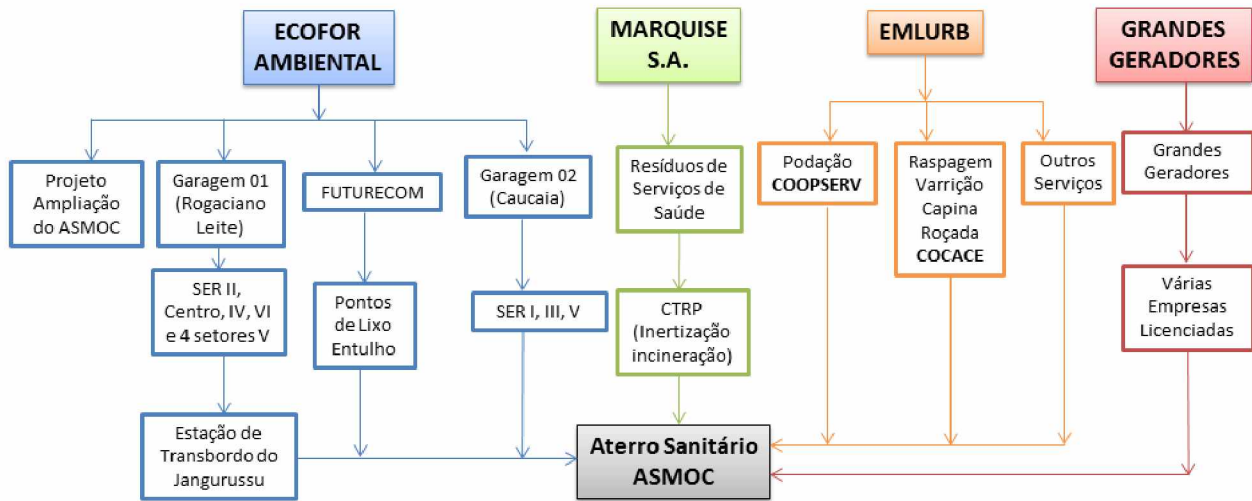 ECOFOR
AMBIENTAL
MARQUISE
S.A.
EMLURB
GRANDES
GERADORES
Projeto
Ampliação
do ASMOC
Garagem 01
(Rogaciano
Leite)
FUTURECOM
Garagem 02
(Caucaia)
Resíduos de
Serviços de
Saúde
Podação
COOPSERV
Raspagem
Varrição
Capina
Roçada
COCACE
Outros
Serviços
Grandes
Geradores
SER II,
Centro, IV, VI
e 4 setores V
Pontos
de Lixo
Entulho
SER I, III, V
CTRP
(Inertização
incineração)
Várias
Empresas
Licenciadas
Estação de
Transbordo do
Jangurussu
Aterro Sanitário
ASMOC